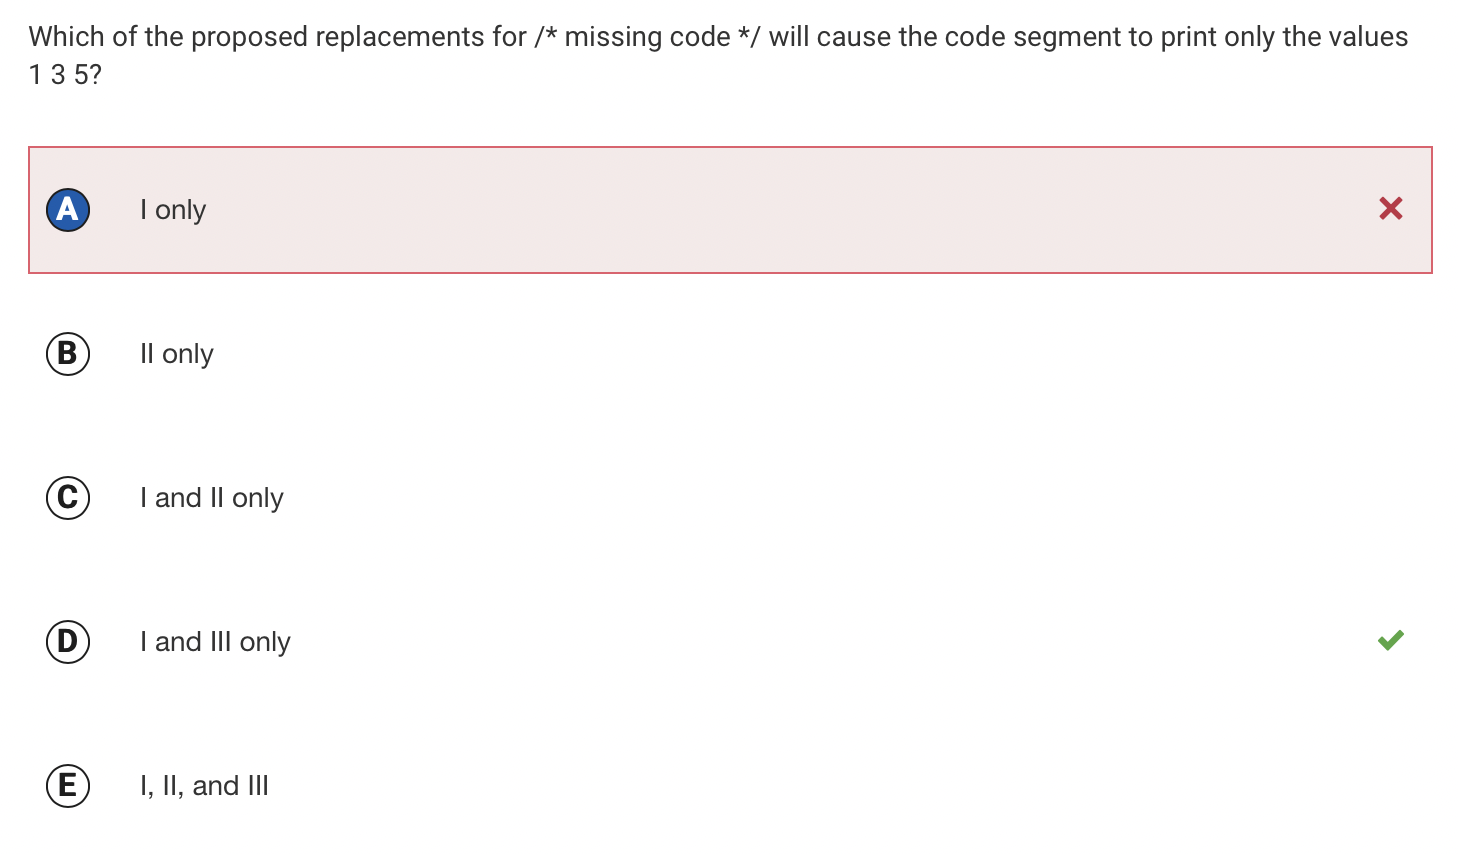 Which of the proposed replacements for /* missing code */ will cause the code segment to print only the values
1 3 5?
A I only
B II only
C I and II only
D I and III only
E I, II, and III